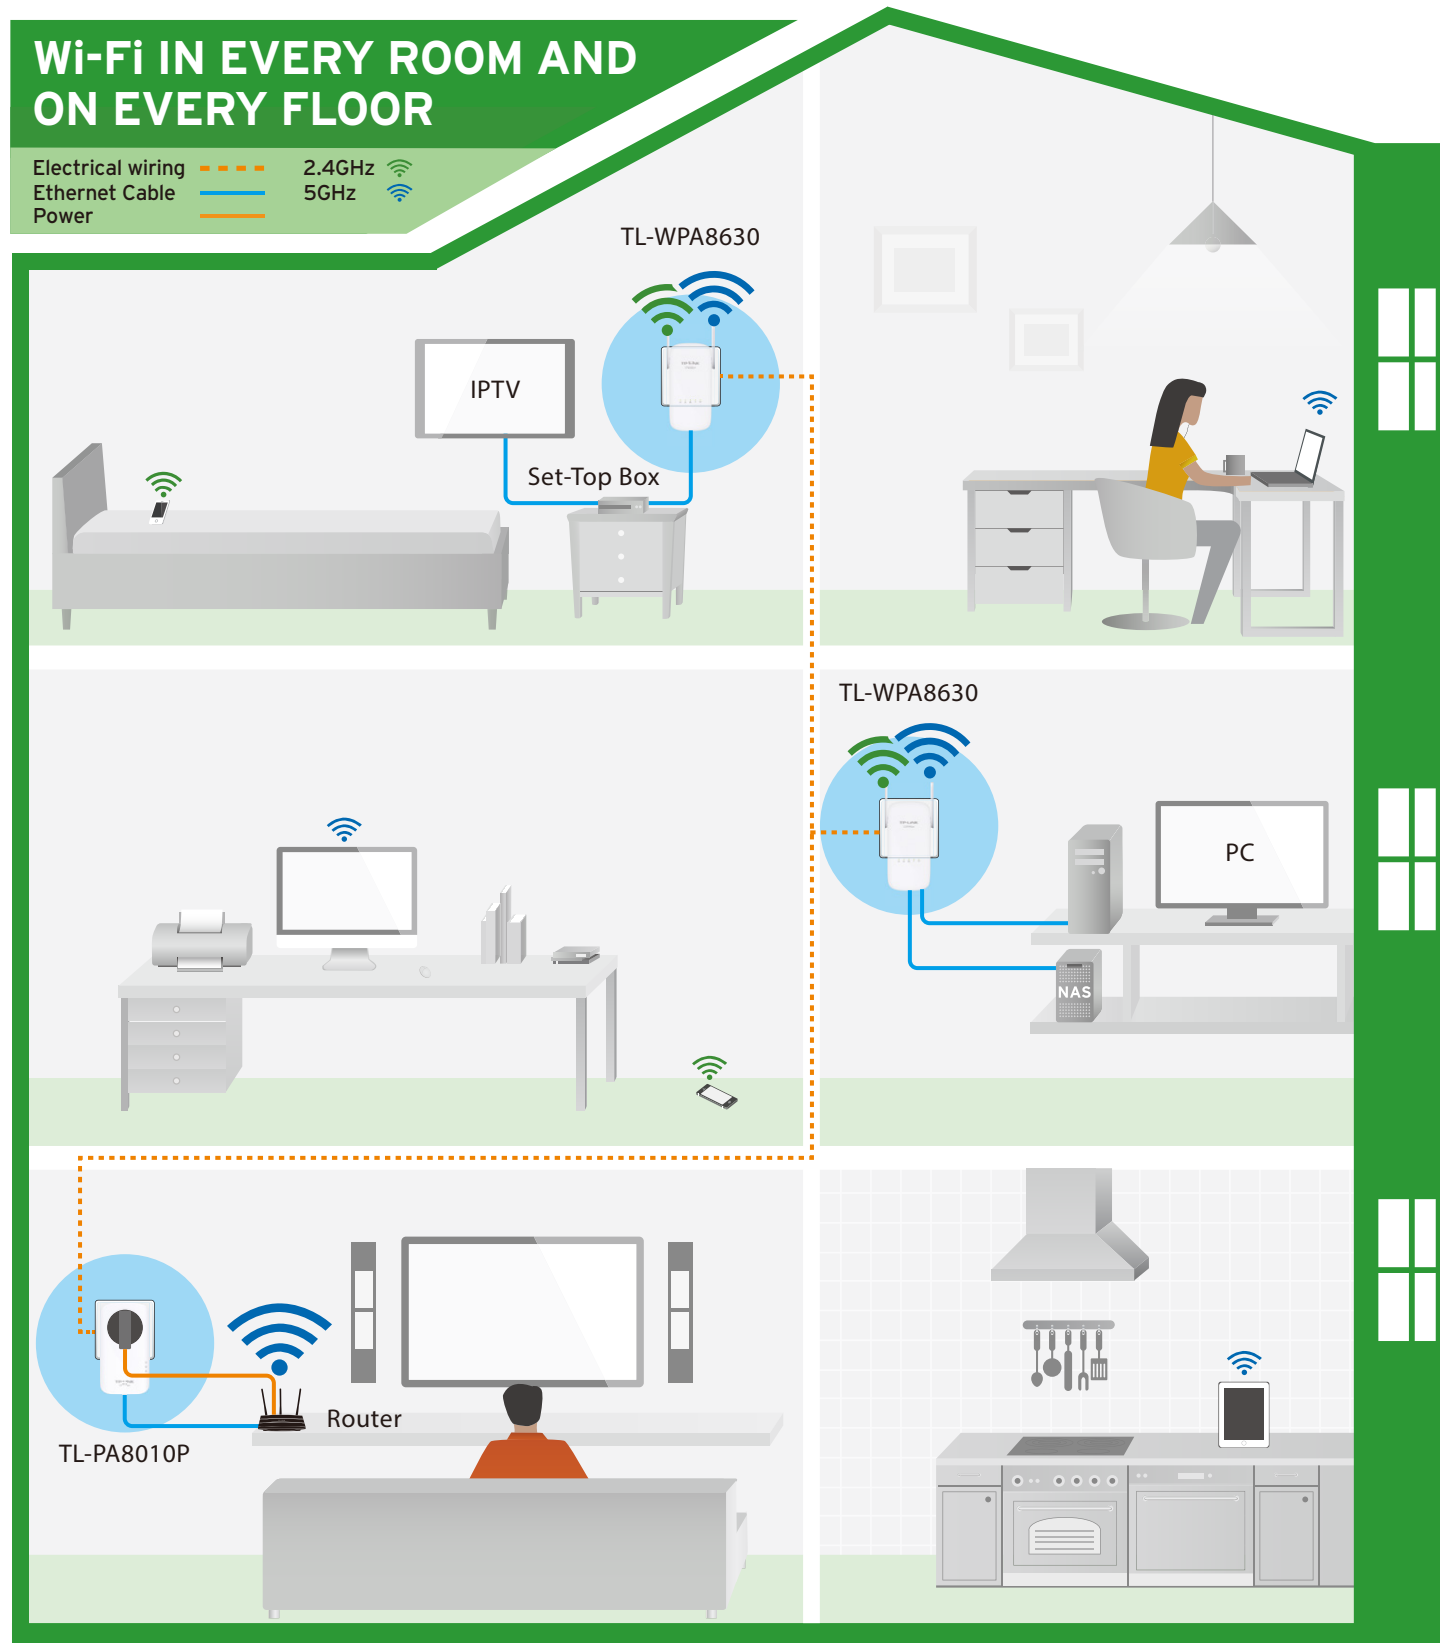 Wi-Fi IN EVERY ROOM AND
ON EVERY FLOOR
Electrical wiring
2.4GHz
Ethernet Cable
5GHz
Power
TL-WPA8630
IPTV
Set-Top Box
TL-WPA8630
PC
NAS
Router
TL-PA8010P